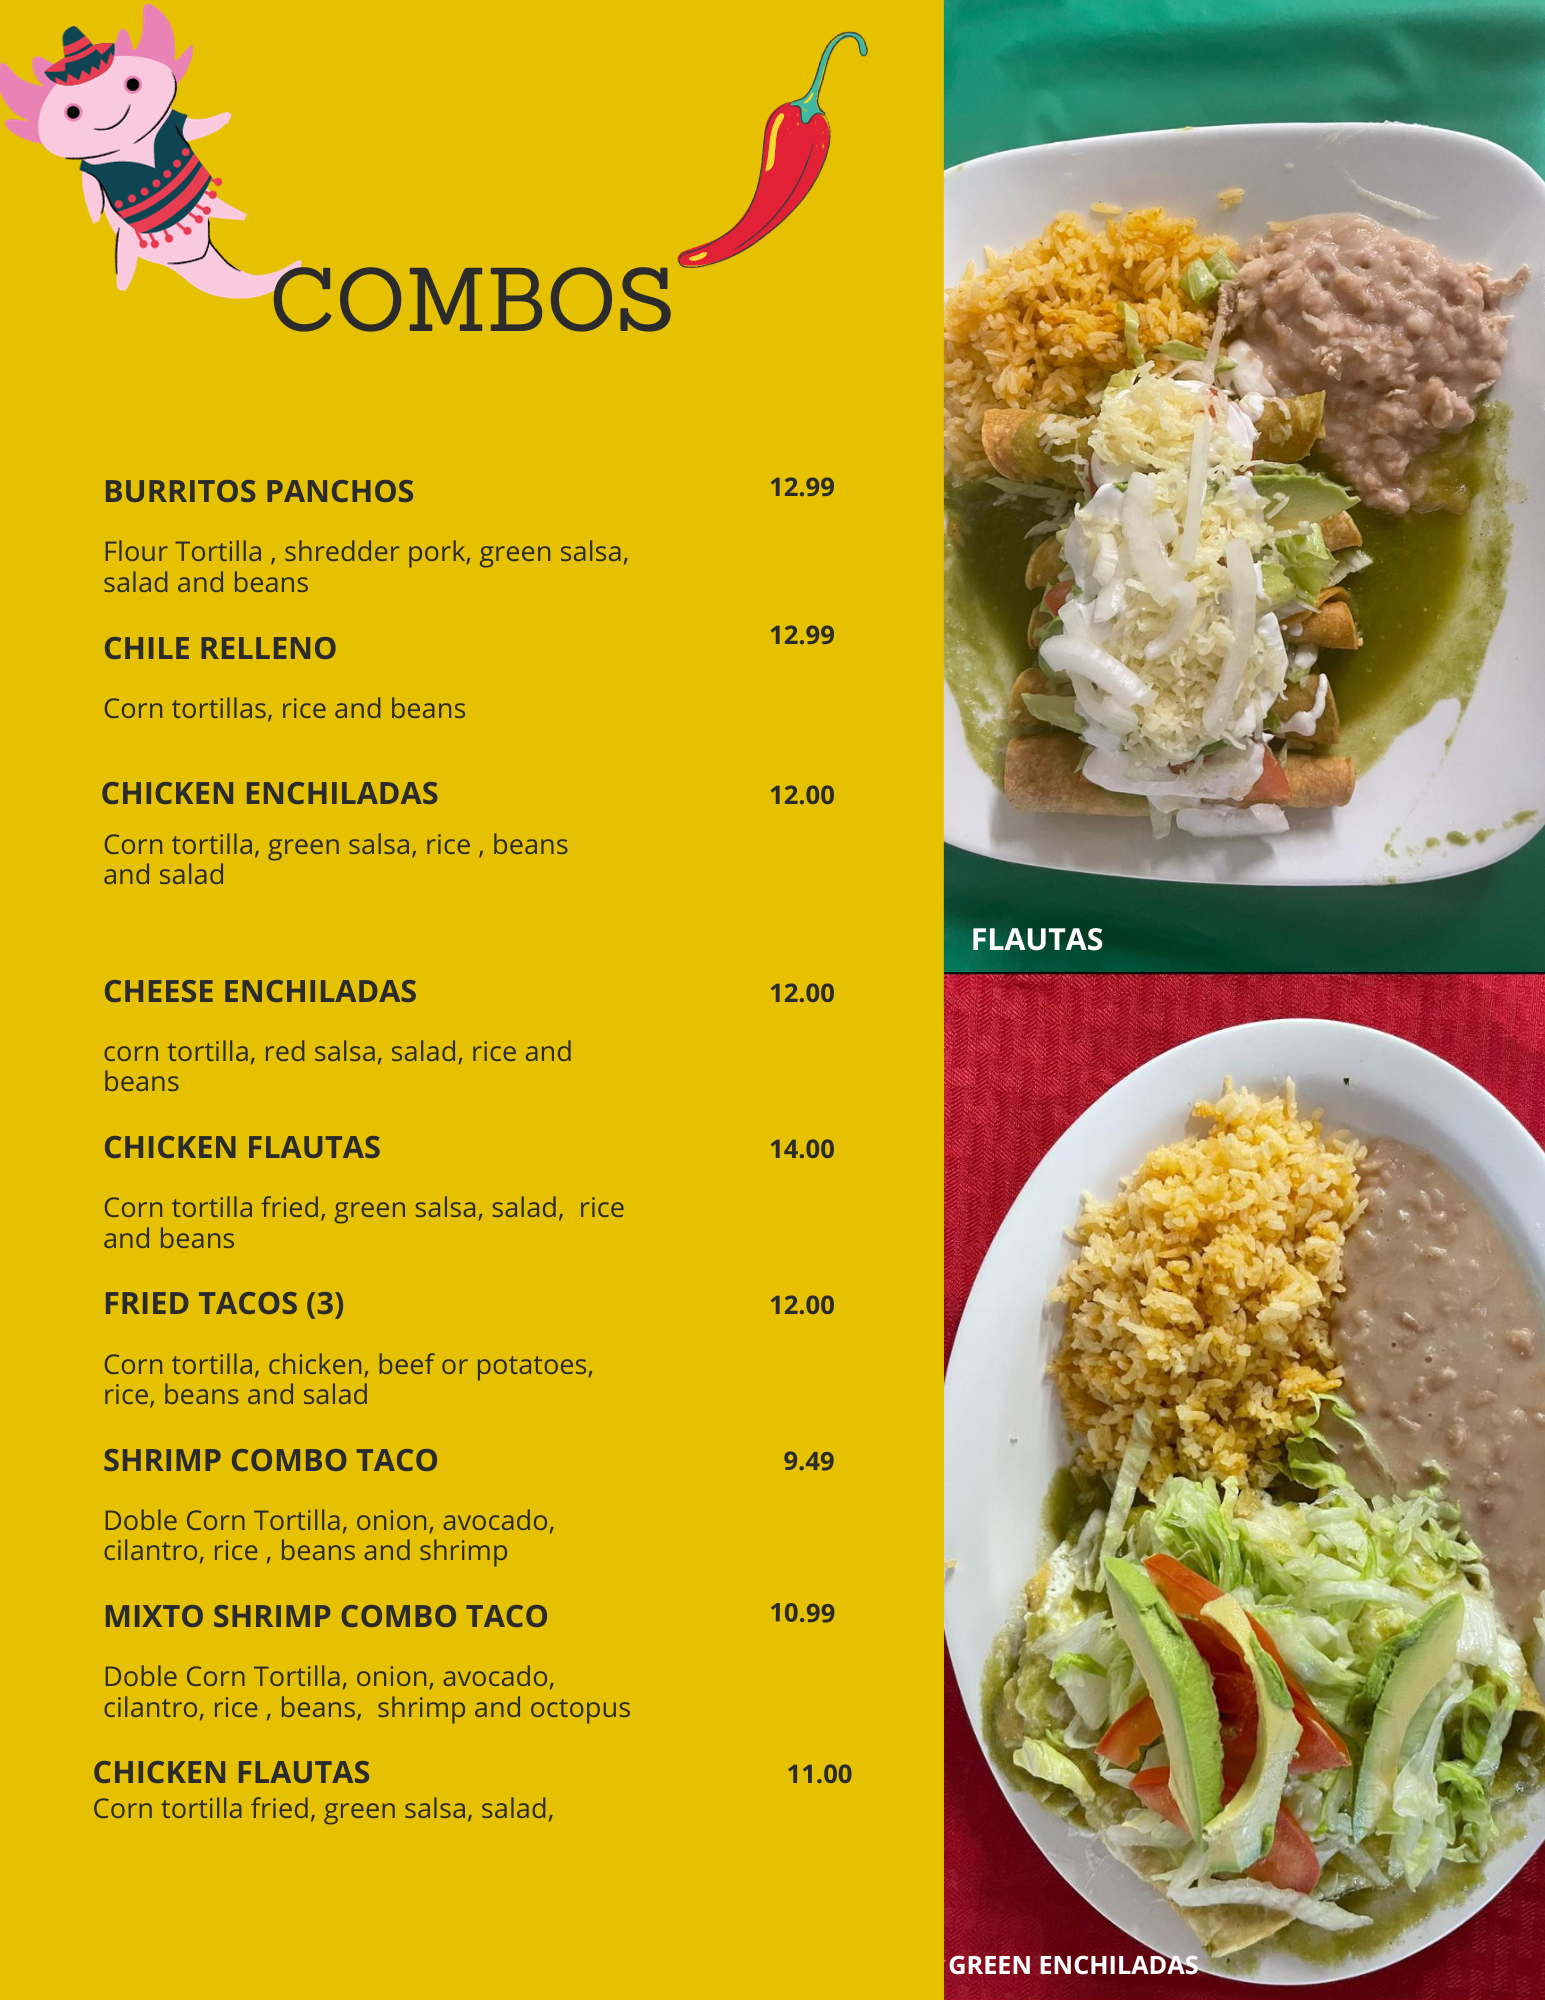 COMBOS
BURRITOS PANCHOS 12.99
Flour Tortilla , shredder pork, green salsa,
salad and beans
CHILE RELLENO 12.99
Corn tortillas, rice and beans
CHICKEN ENCHILADAS 12.00
Corn tortilla, green salsa, rice , beans
and salad
CHEESE ENCHILADAS 12.00
corn tortilla, red salsa, salad, rice and
beans
CHICKEN FLAUTAS 14.00
Corn tortilla fried, green salsa, salad,  rice
and beans
FRIED TACOS (3) 12.00
Corn tortilla, chicken, beef or potatoes,
rice, beans and salad
SHRIMP COMBO TACO 9.49
Doble Corn Tortilla, onion, avocado,
cilantro, rice , beans and shrimp
MIXTO SHRIMP COMBO TACO 10.99
Doble Corn Tortilla, onion, avocado,
cilantro, rice , beans,  shrimp and octopus
CHICKEN FLAUTAS 11.00
Corn tortilla fried, green salsa, salad,
FLAUTAS
GREEN ENCHILADAS